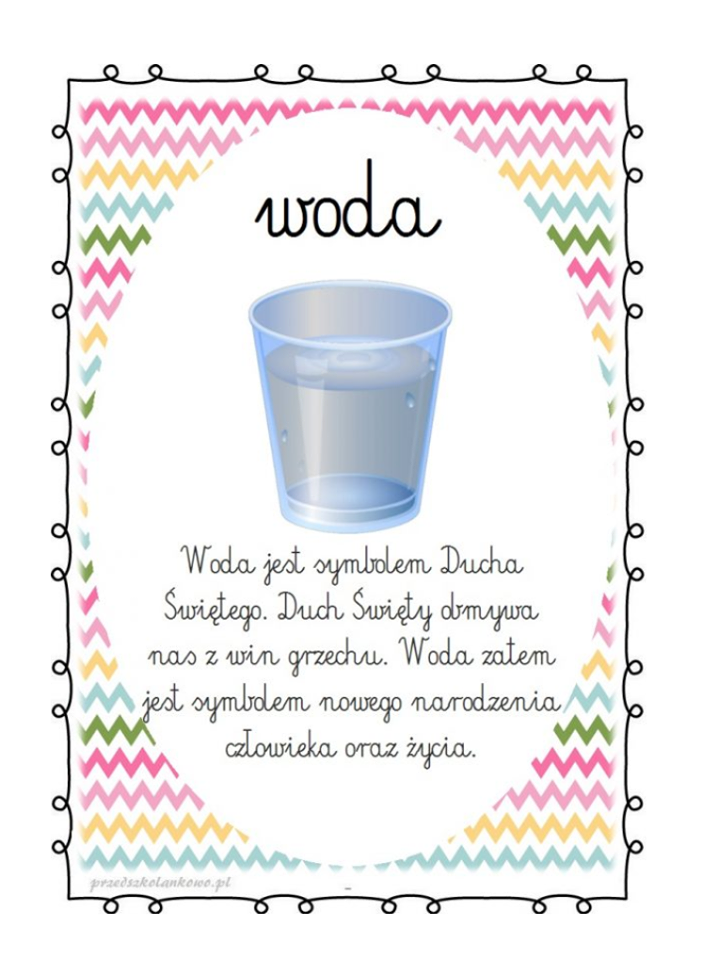 woda
Woda jest symbolem Ducha
Świętego. Duch Święty obmywa
nas z win grzechu. Woda zatem
jest symbolem nowego narodzenia
człowieka oraz życia.
przedszkolankowo.pl